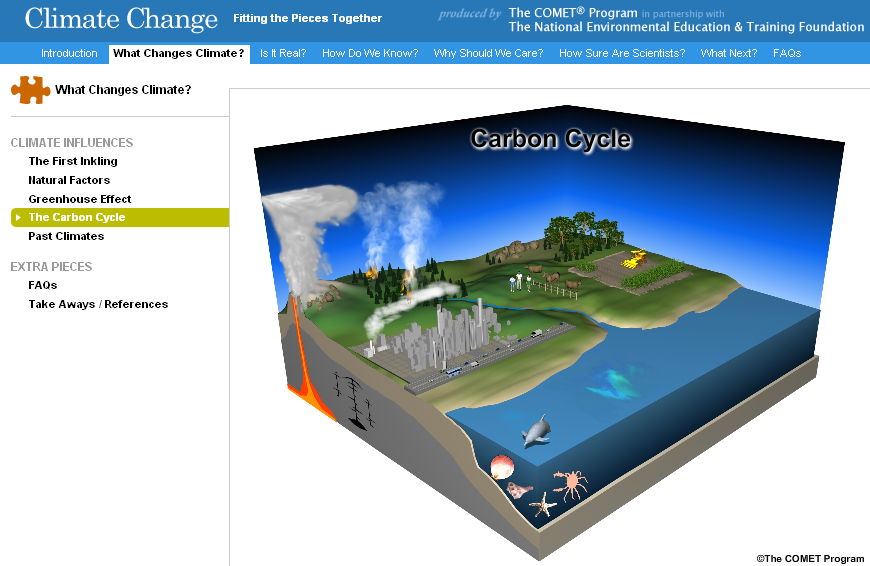 Climate Change Fitting the Pieces Together
produced by The COMET® Program in partnership with
The National Environmental Education & Training Foundation
Introduction What Changes Climate? Is It Real? How Do We Know? Why Should We Care? How Sure Are Scientists? What Next? FAQs
What Changes Climate?
CLIMATE INFLUENCES
The First Inkling
Natural Factors
Greenhouse Effect
The Carbon Cycle
Past Climates
EXTRA PIECES
FAQs
Take Aways / References
Carbon Cycle
©The COMET Program